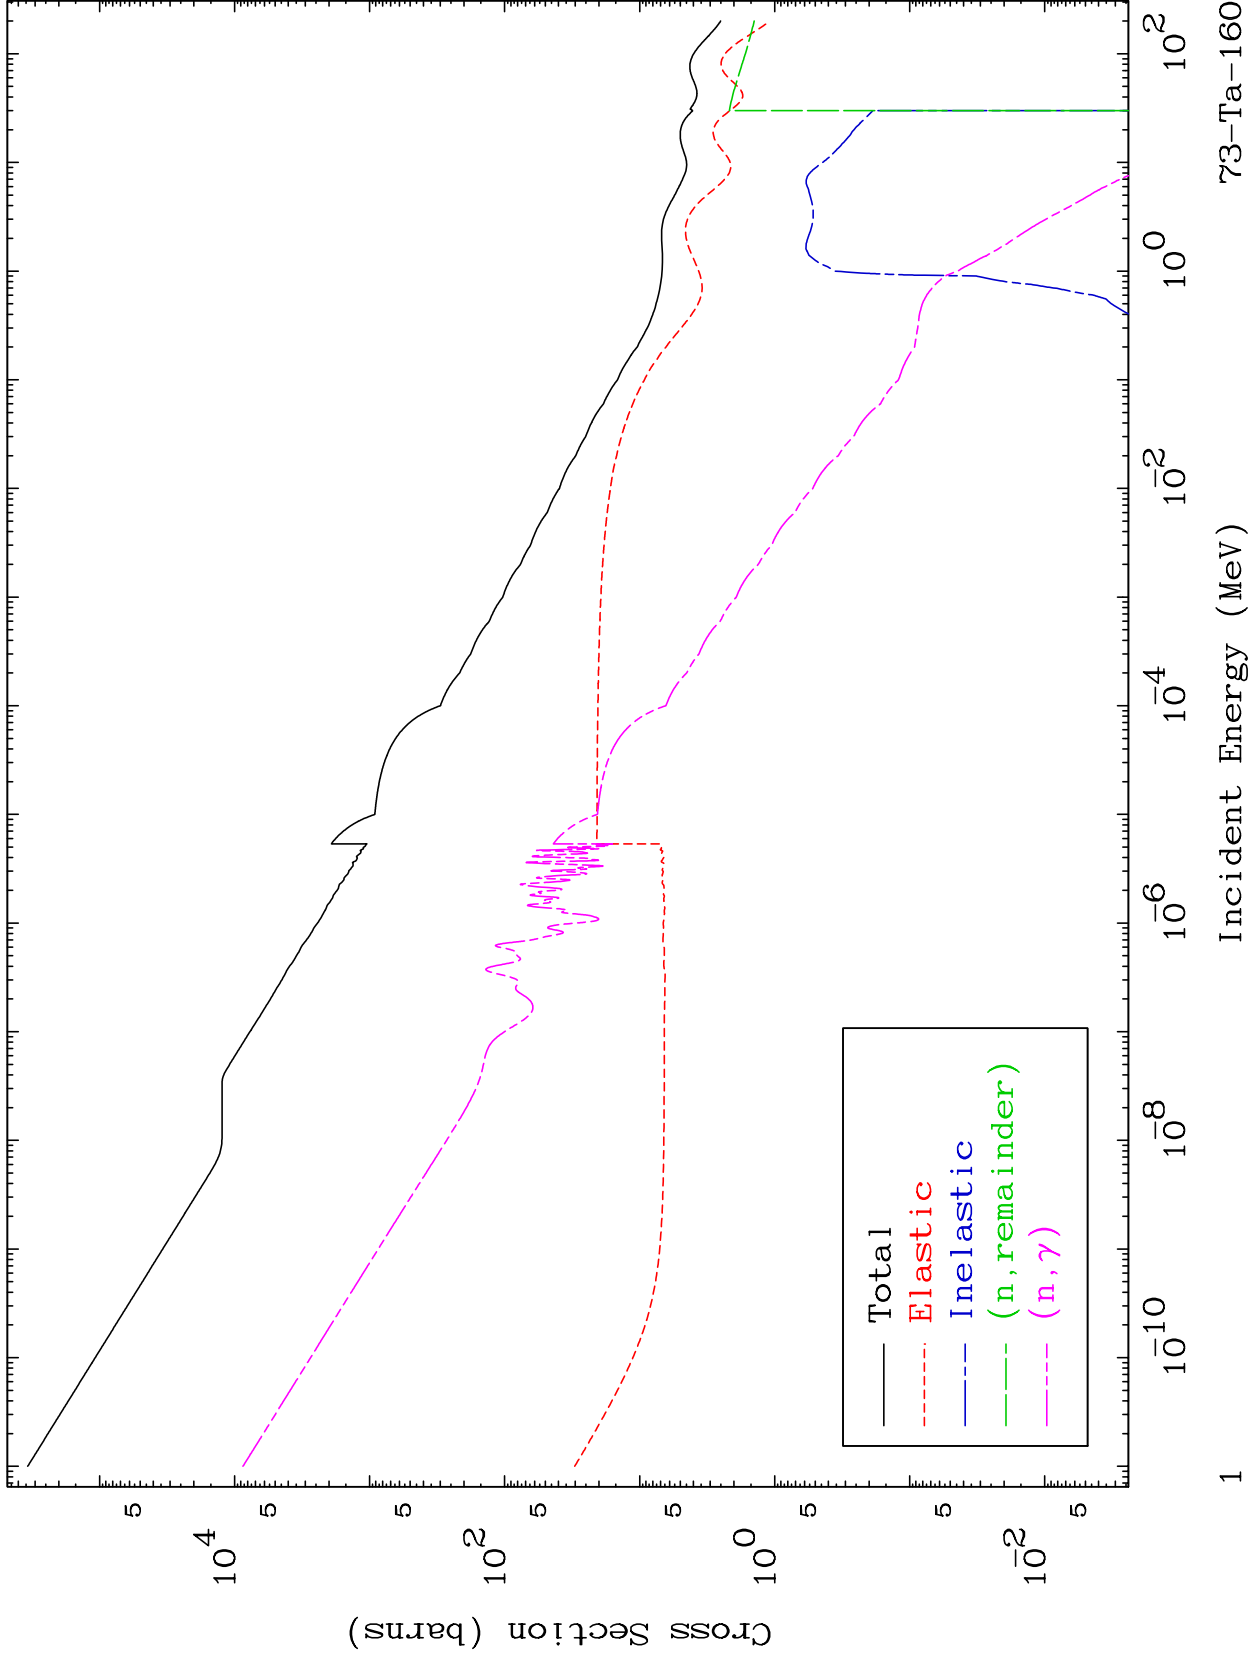 Cross Section (barns)
10^4
5
5
10^2
5
5
10^0
5
5
10^-2
5
Total
Elastic
Inelastic
(n,remainder)
(n,γ)
10^-10
10^-8
10^-6
10^-4
10^-2
10^0
10^2
Incident Energy (MeV)
1
73-Ta-160